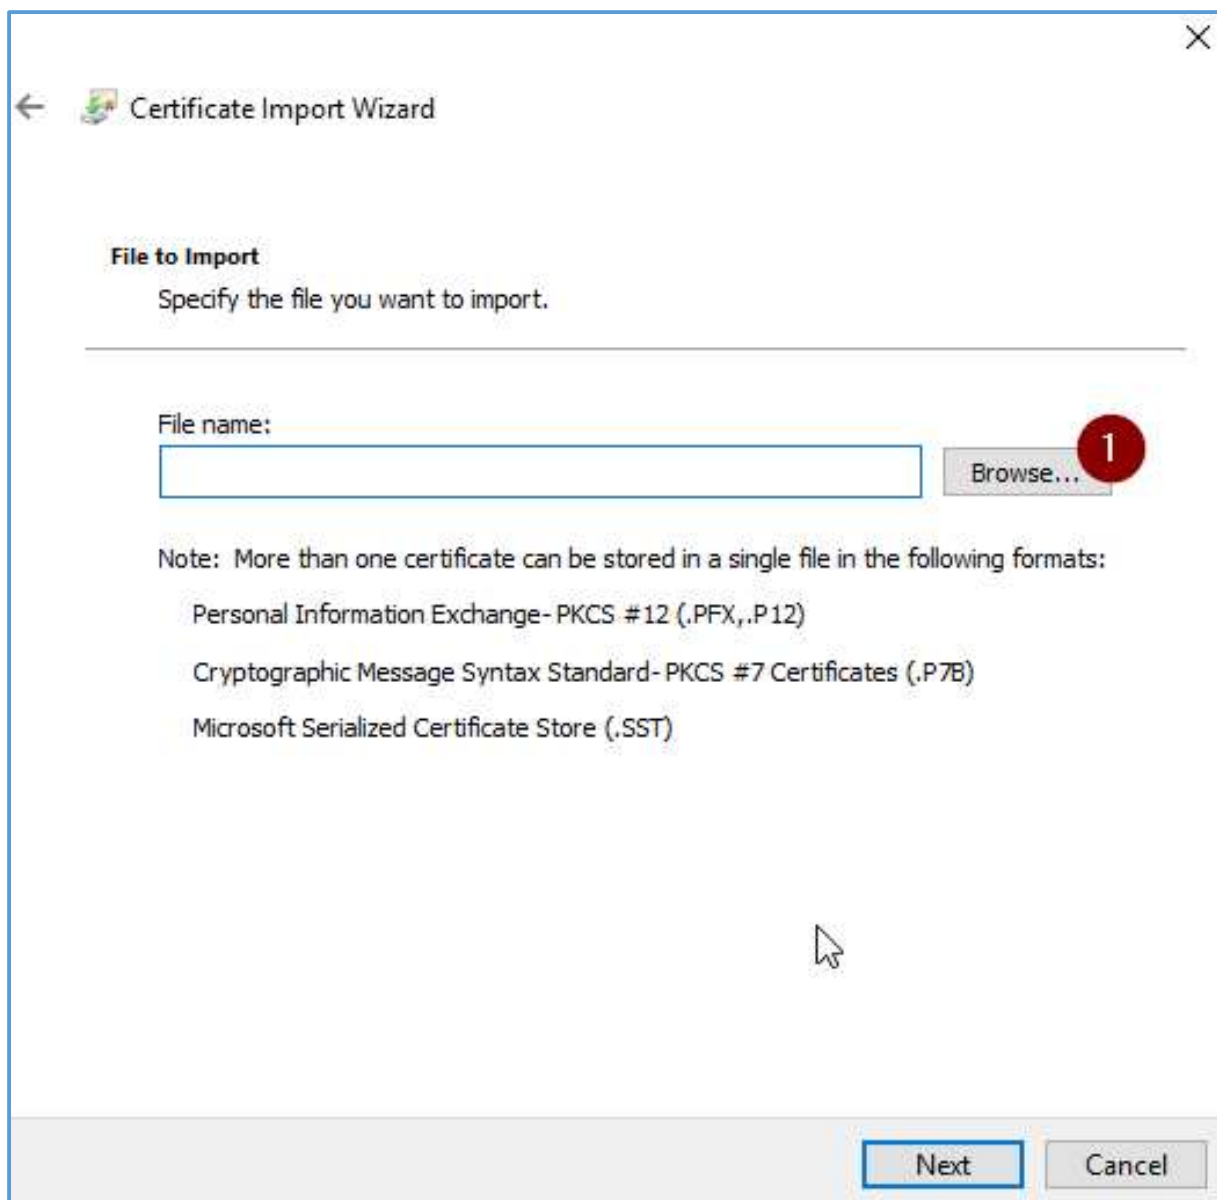 Certificate Import Wizard
File to Import
Specify the file you want to import.
File name:
1
Browse...
Note:  More than one certificate can be stored in a single file in the following formats:
Personal Information Exchange- PKCS #12 (.PFX,.P12)
Cryptographic Message Syntax Standard- PKCS #7 Certificates (.P7B)
Microsoft Serialized Certificate Store (.SST)
Next
Cancel